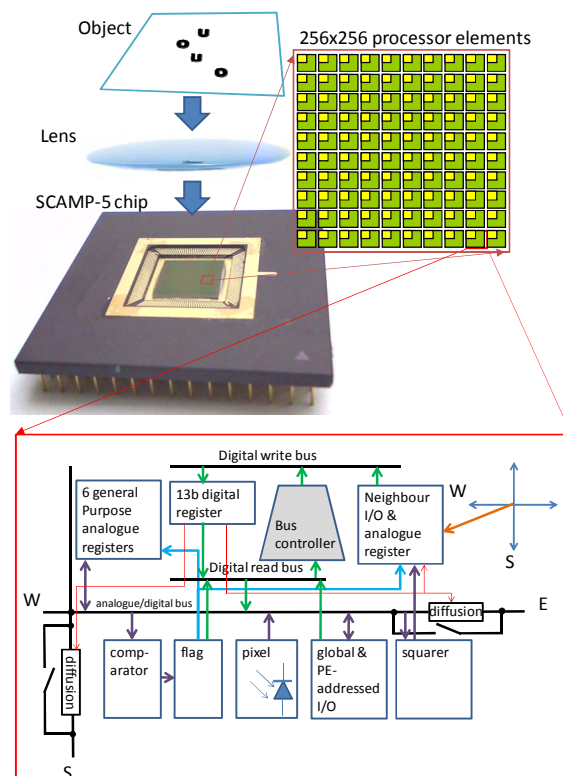 Object
o u u o
256x256 processor elements
Lens
SCAMP-5 chip
Digital write bus
6 general
Purpose
analogue
registers
13b digital
register
Bus
controller
Neighbour
I/O &
analogue
register
W
S
Digital read bus
W
analogue/digital bus
diffusion
E
diffusion
comp-
arator
flag
pixel
global &
PE-
addressed
I/O
squarer
S